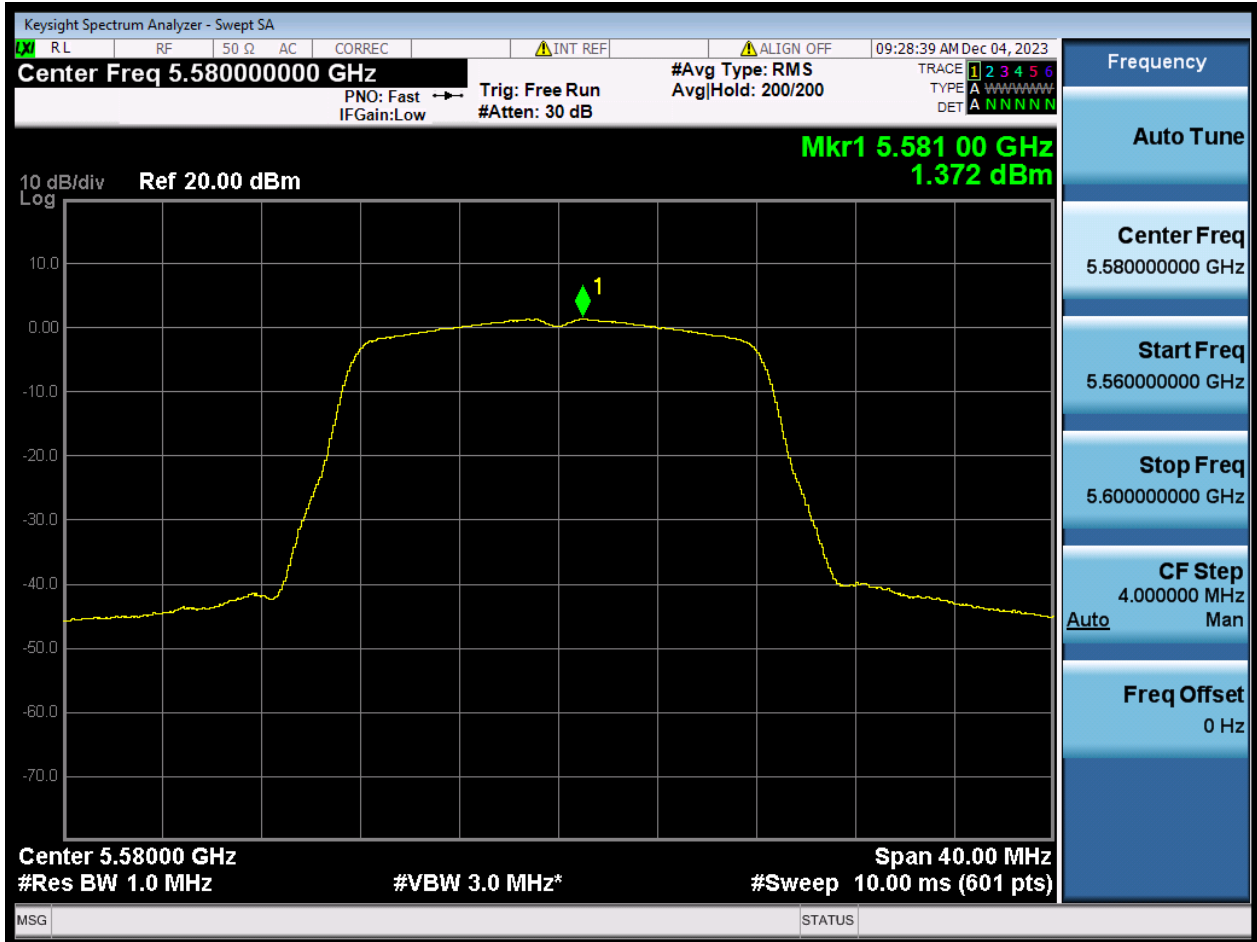 Keysight Spectrum Analyzer - Swept SA
LXI RL RF 50 Ω AC CORREC INT REF ALIGN OFF 09:28:39 AM Dec 04, 2023
Center Freq 5.580000000 GHz
PNO: Fast
IFGain:Low
Trig: Free Run
#Atten: 30 dB
#Avg Type: RMS
Avg|Hold: 200/200
TRACE 1 2 3 4 5 6
TYPE A WWWWW
DET A N N N N N
Mkr1 5.581 00 GHz
1.372 dBm
10 dB/div Ref 20.00 dBm
Log
10.0
1
0.00
-10.0
-20.0
-30.0
-40.0
-50.0
-60.0
-70.0
Center 5.58000 GHz Span 40.00 MHz
#Res BW 1.0 MHz #VBW 3.0 MHz* #Sweep 10.00 ms (601 pts)
MSG STATUS
Frequency
Auto Tune
Center Freq
5.580000000 GHz
Start Freq
5.560000000 GHz
Stop Freq
5.600000000 GHz
CF Step
4.000000 MHz
Auto Man
Freq Offset
0 Hz